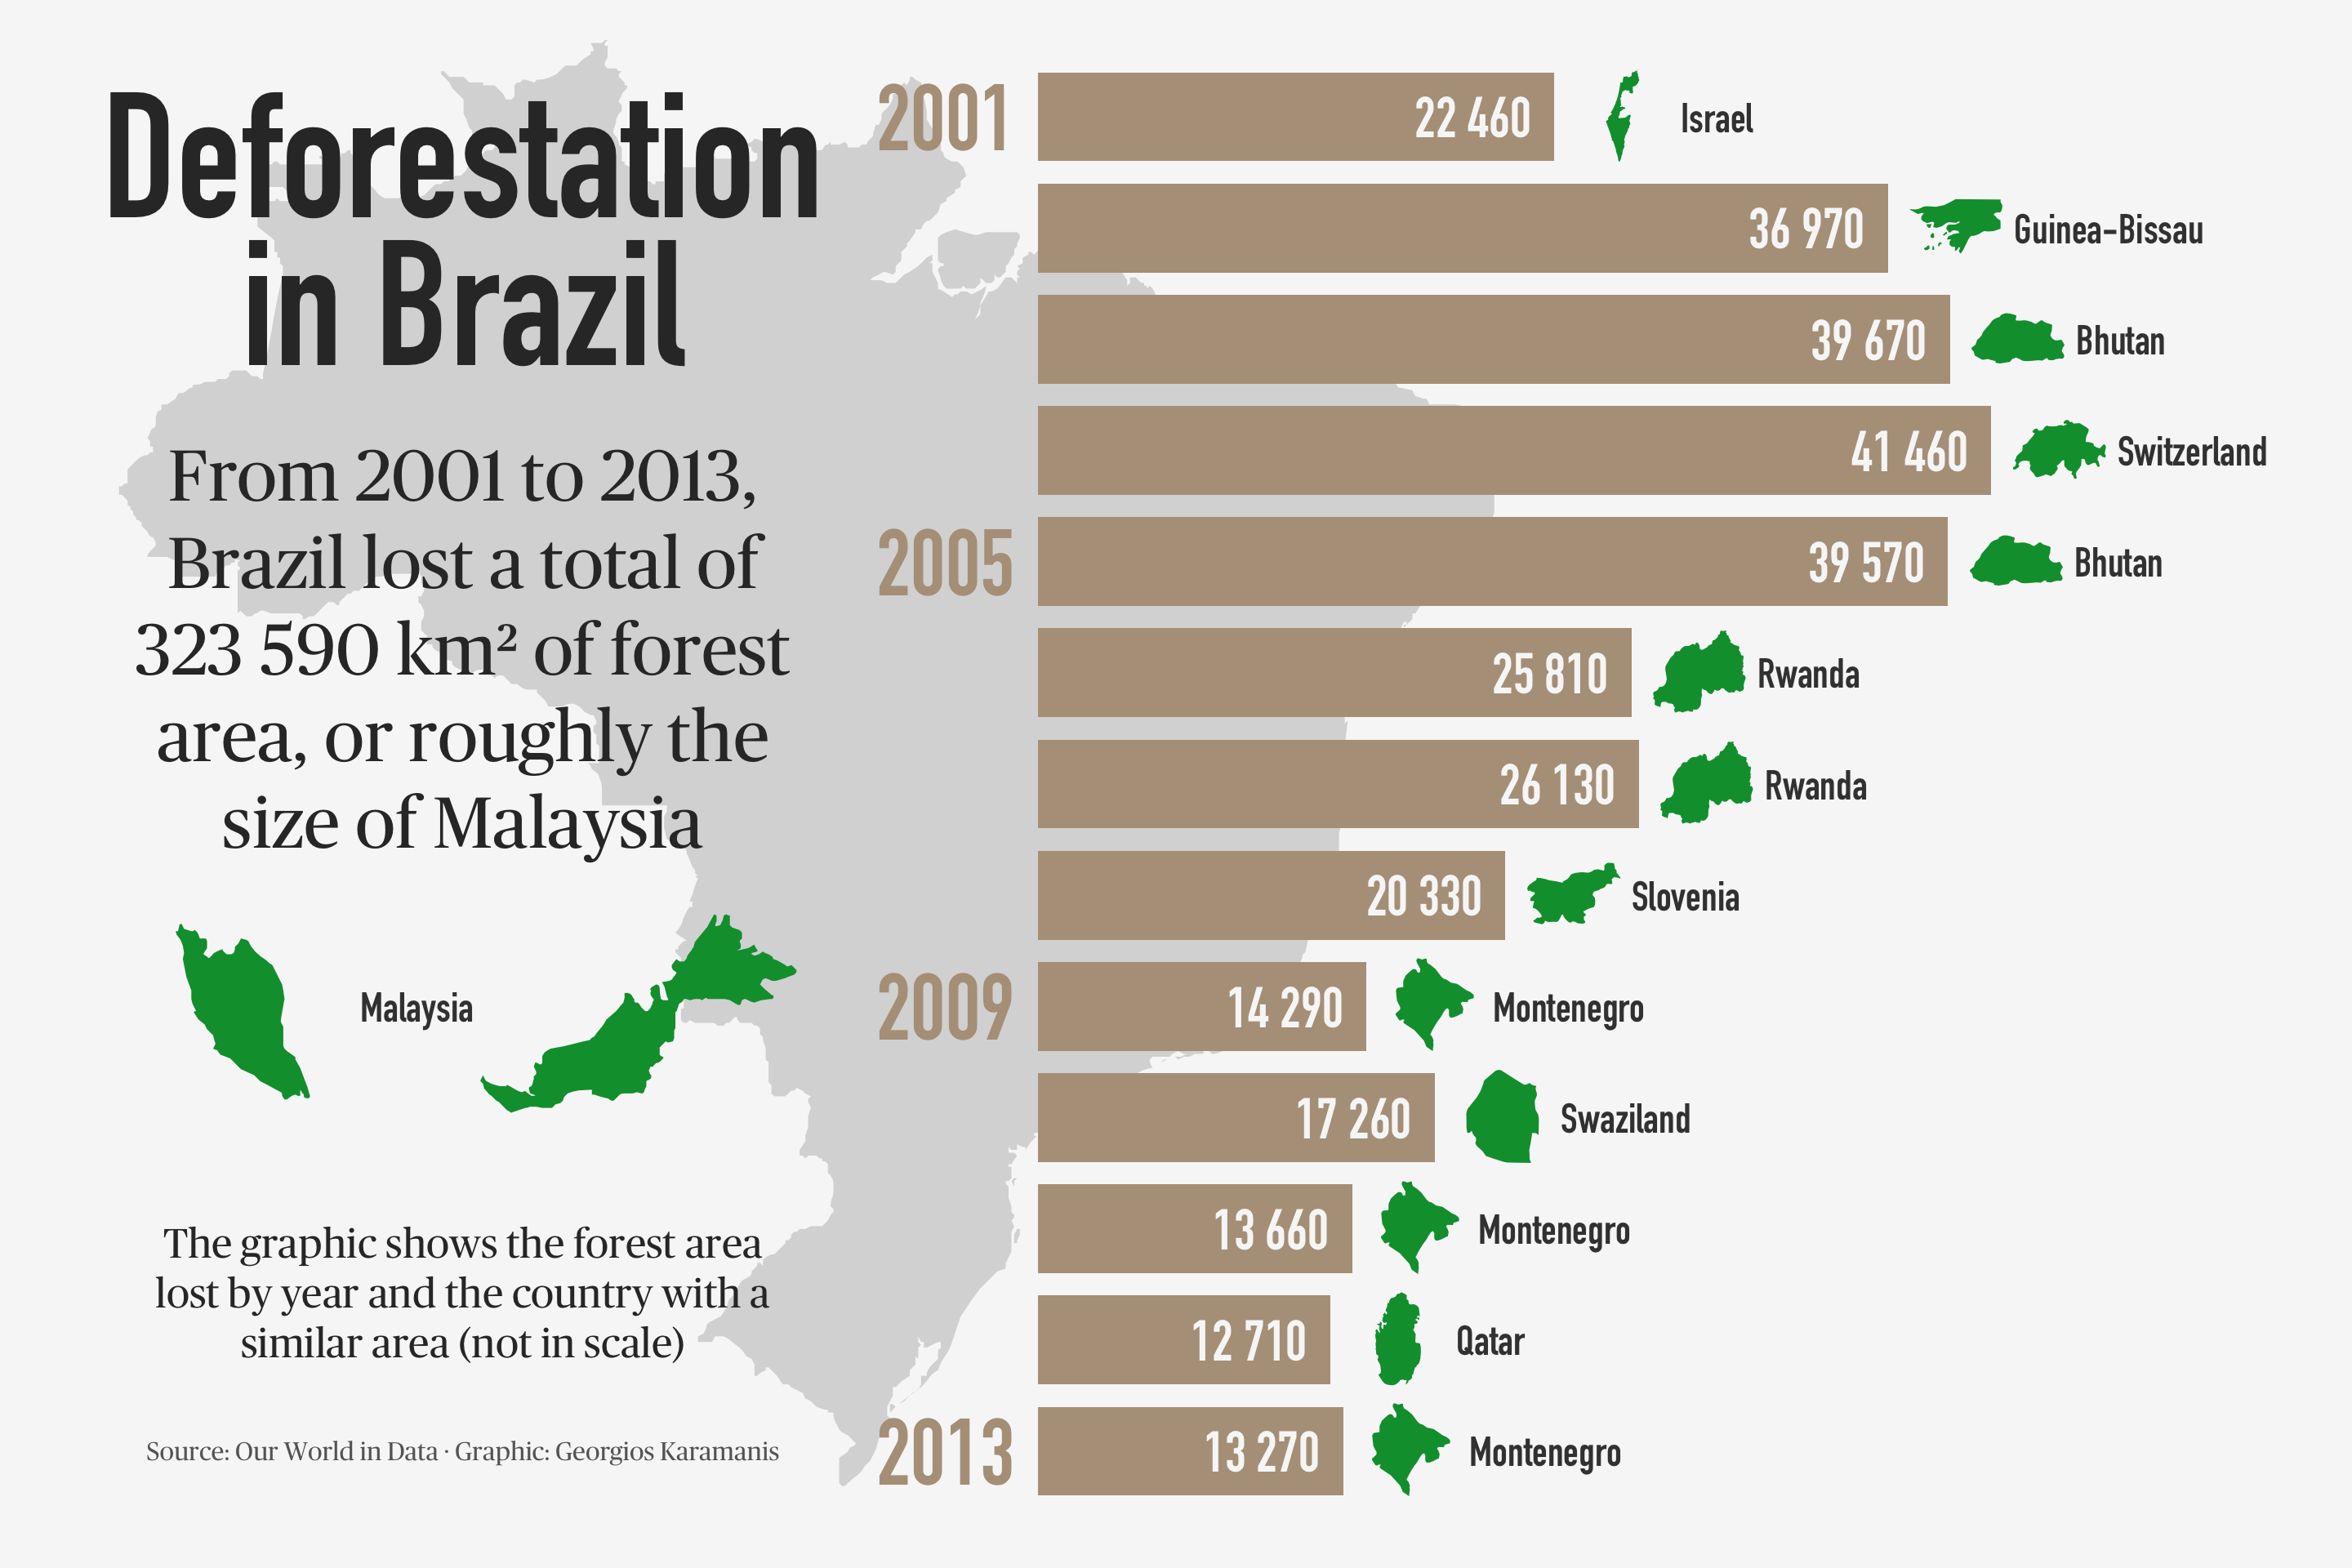 Deforestation
in Brazil
From 2001 to 2013,
Brazil lost a total of
323 590 km² of forest
area, or roughly the
size of Malaysia
Malaysia
The graphic shows the forest area
lost by year and the country with a
similar area (not in scale)
Source: Our World in Data · Graphic: Georgios Karamanis
2001 22 460 Israel
36 970 Guinea-Bissau
39 670 Bhutan
41 460 Switzerland
2005 39 570 Bhutan
25 810 Rwanda
26 130 Rwanda
20 330 Slovenia
2009 14 290 Montenegro
17 260 Swaziland
13 660 Montenegro
12 710 Qatar
2013 13 270 Montenegro